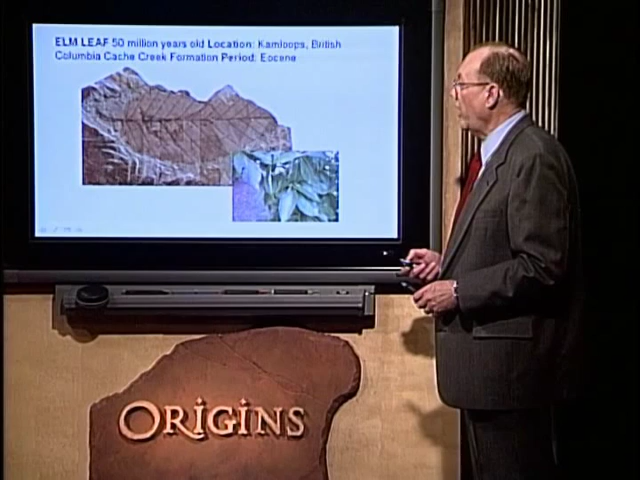 ELM LEAF 50 million years old Location: Kamloops, British
Columbia Cache Creek Formation Period: Eocene
ORiGiNS